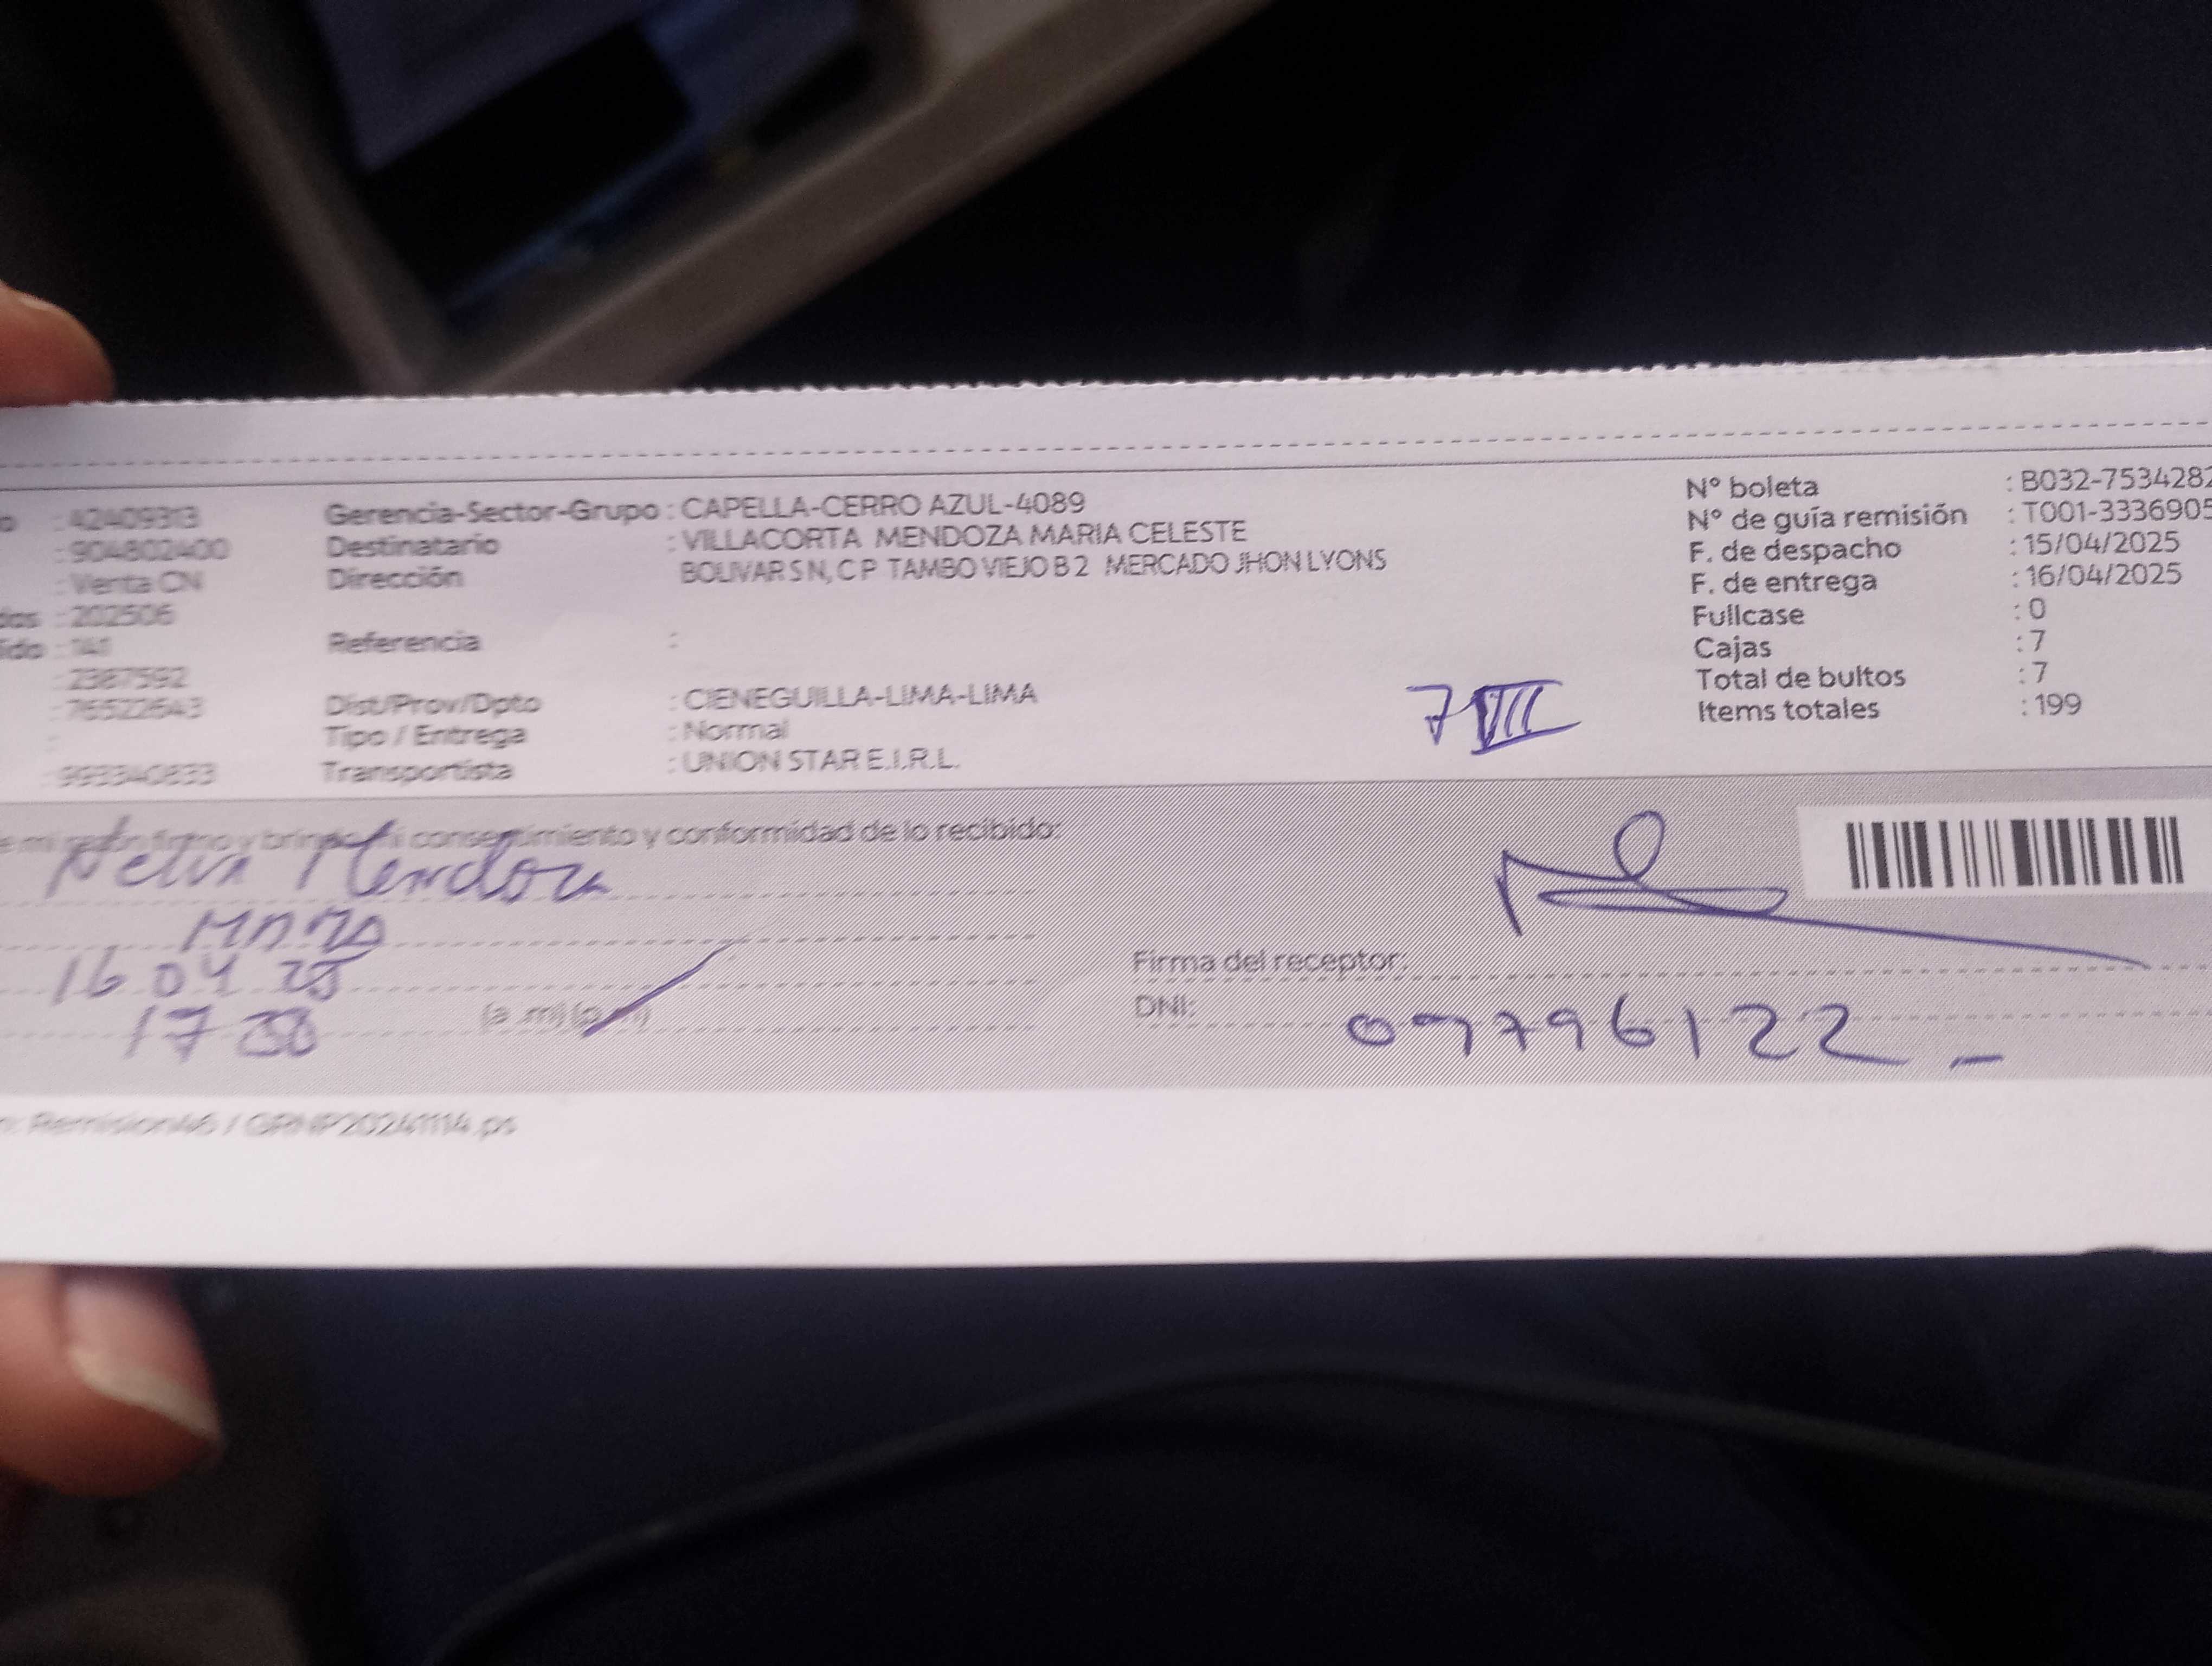 : 42409313
: 904802400
: Venta CN
: 202506
: 141
: 2387592
: 76522643
:
: 993340833
Gerencia-Sector-Grupo : CAPELLA-CERRO AZUL-4089
Destinatario : VILLACORTA MENDOZA MARIA CELESTE
Dirección BOLIVAR S N, C P TAMBO VIEJO B 2 MERCADO JHON LYONS
Referencia :
Dist/Prov/Dpto : CIENEGUILLA-LIMA-LIMA
Tipo / Entrega : Normal
Transportista : UNION STAR E.I.R.L.
7 VII
N° boleta : B032-7534282
N° de guía remisión : T001-3336905
F. de despacho : 15/04/2025
F. de entrega : 16/04/2025
Fullcase : 0
Cajas : 7
Total de bultos : 7
Items totales : 199
y conformidad de lo recibido:
Mendoza
16 04 25
17
(a .m) (p .m)
Firma del receptor:
DNI: 09796122 -
Remision46 / GRNP20241114.ps